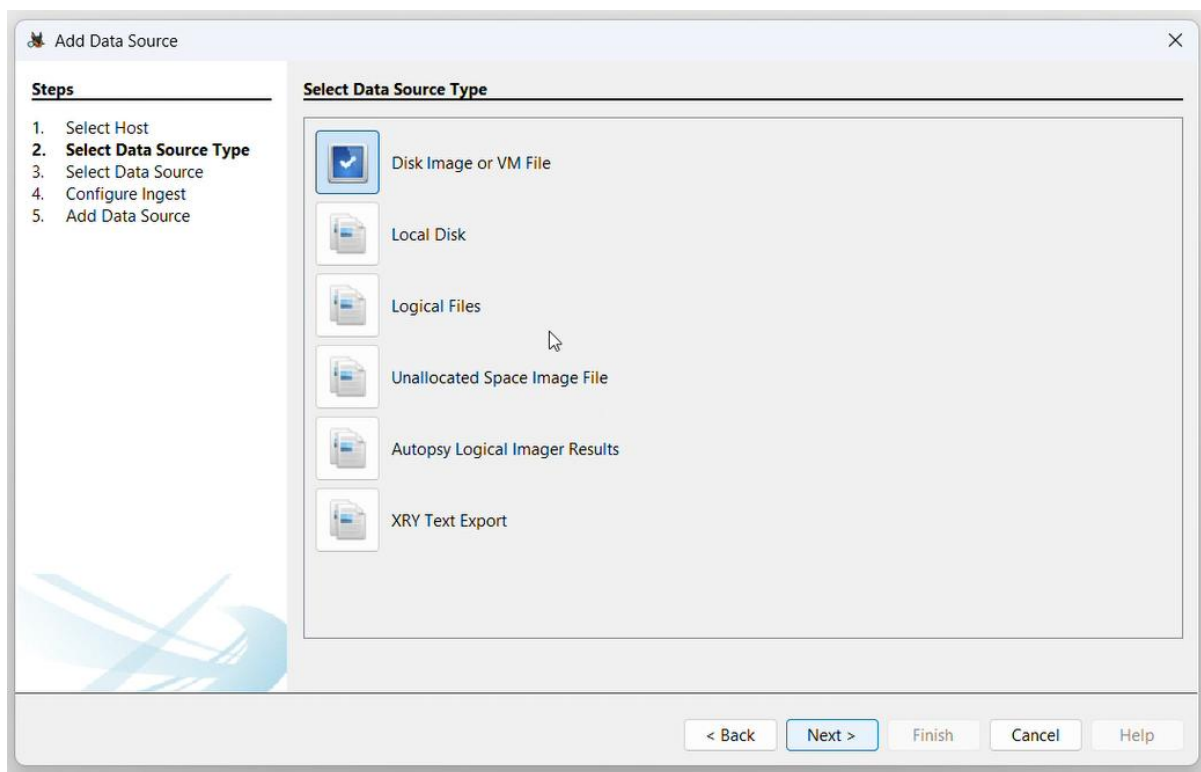 Add Data Source
Steps
1. Select Host
2. Select Data Source Type
3. Select Data Source
4. Configure Ingest
5. Add Data Source
Select Data Source Type
Disk Image or VM File
Local Disk
Logical Files
Unallocated Space Image File
Autopsy Logical Imager Results
XRY Text Export
< Back Next > Finish Cancel Help